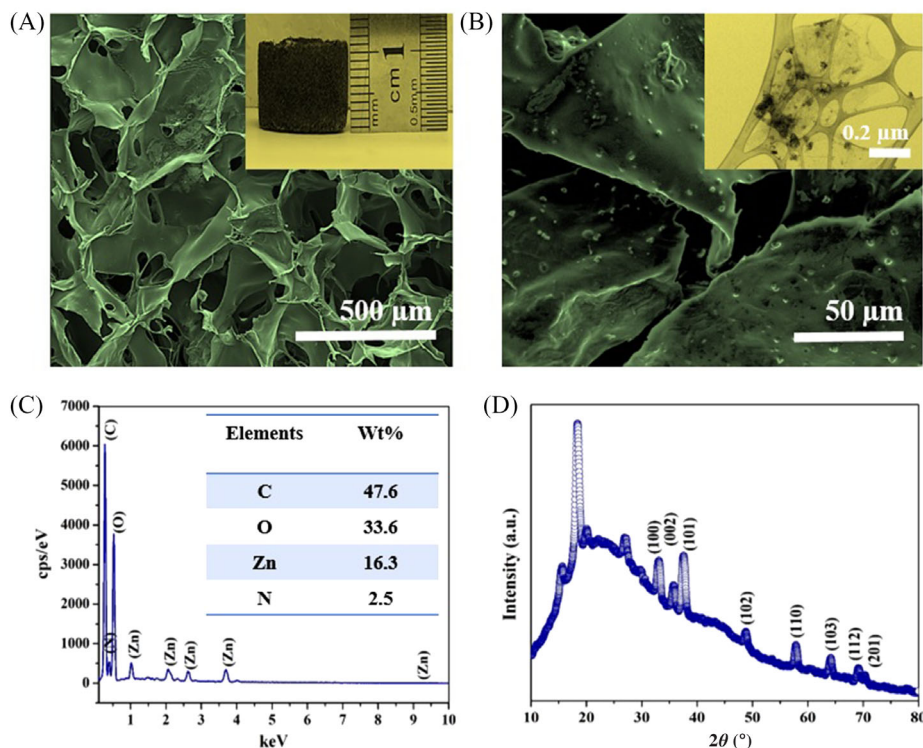 (A)
1
mm
cm
0.5mm
500 μm
(B)
0.2 μm
50 μm
(C)
cps/eV
7000
6000
5000
4000
3000
2000
1000
0
(C)
(O)
(N)
(Zn)
(Zn)
(Zn)
(Zn)
(Zn)
Elements Wt%
C 47.6
O 33.6
Zn 16.3
N 2.5
0 1 2 3 4 5 6 7 8 9 10
keV
(D)
Intensity (a.u.)
(100)
(002)
(101)
(102)
(110)
(103)
(112)
(201)
10 20 30 40 50 60 70 80
2θ (°)